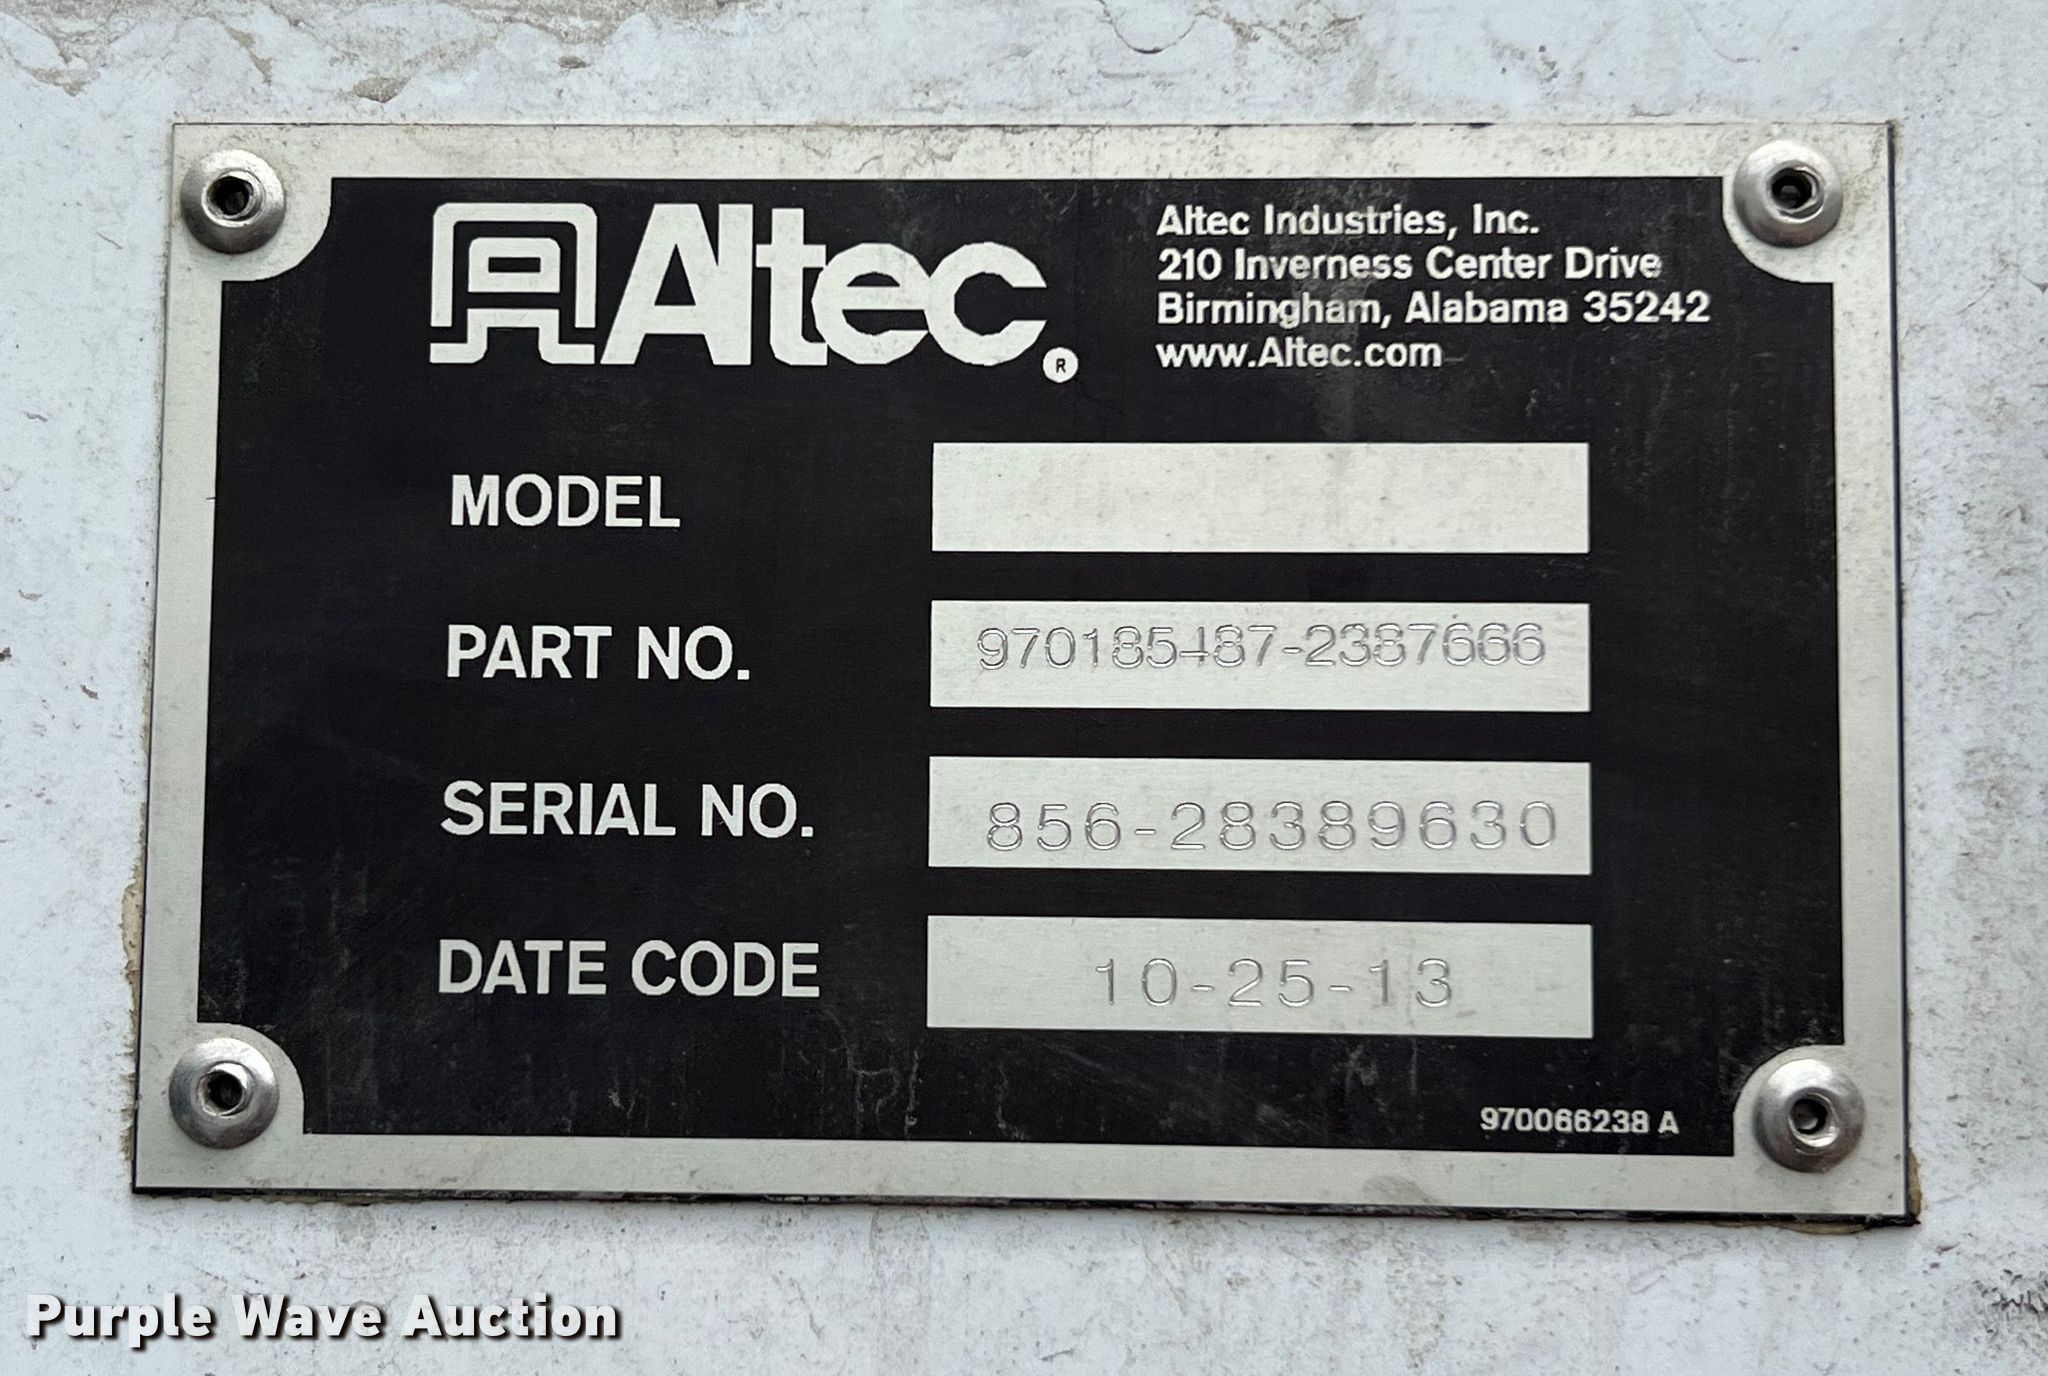 Altec®
Altec Industries, Inc.
210 Inverness Center Drive
Birmingham, Alabama 35242
www.Altec.com
MODEL
PART NO. 970185487-2387666
SERIAL NO. 856-28389630
DATE CODE 10-25-13
970066238 A
Purple Wave Auction